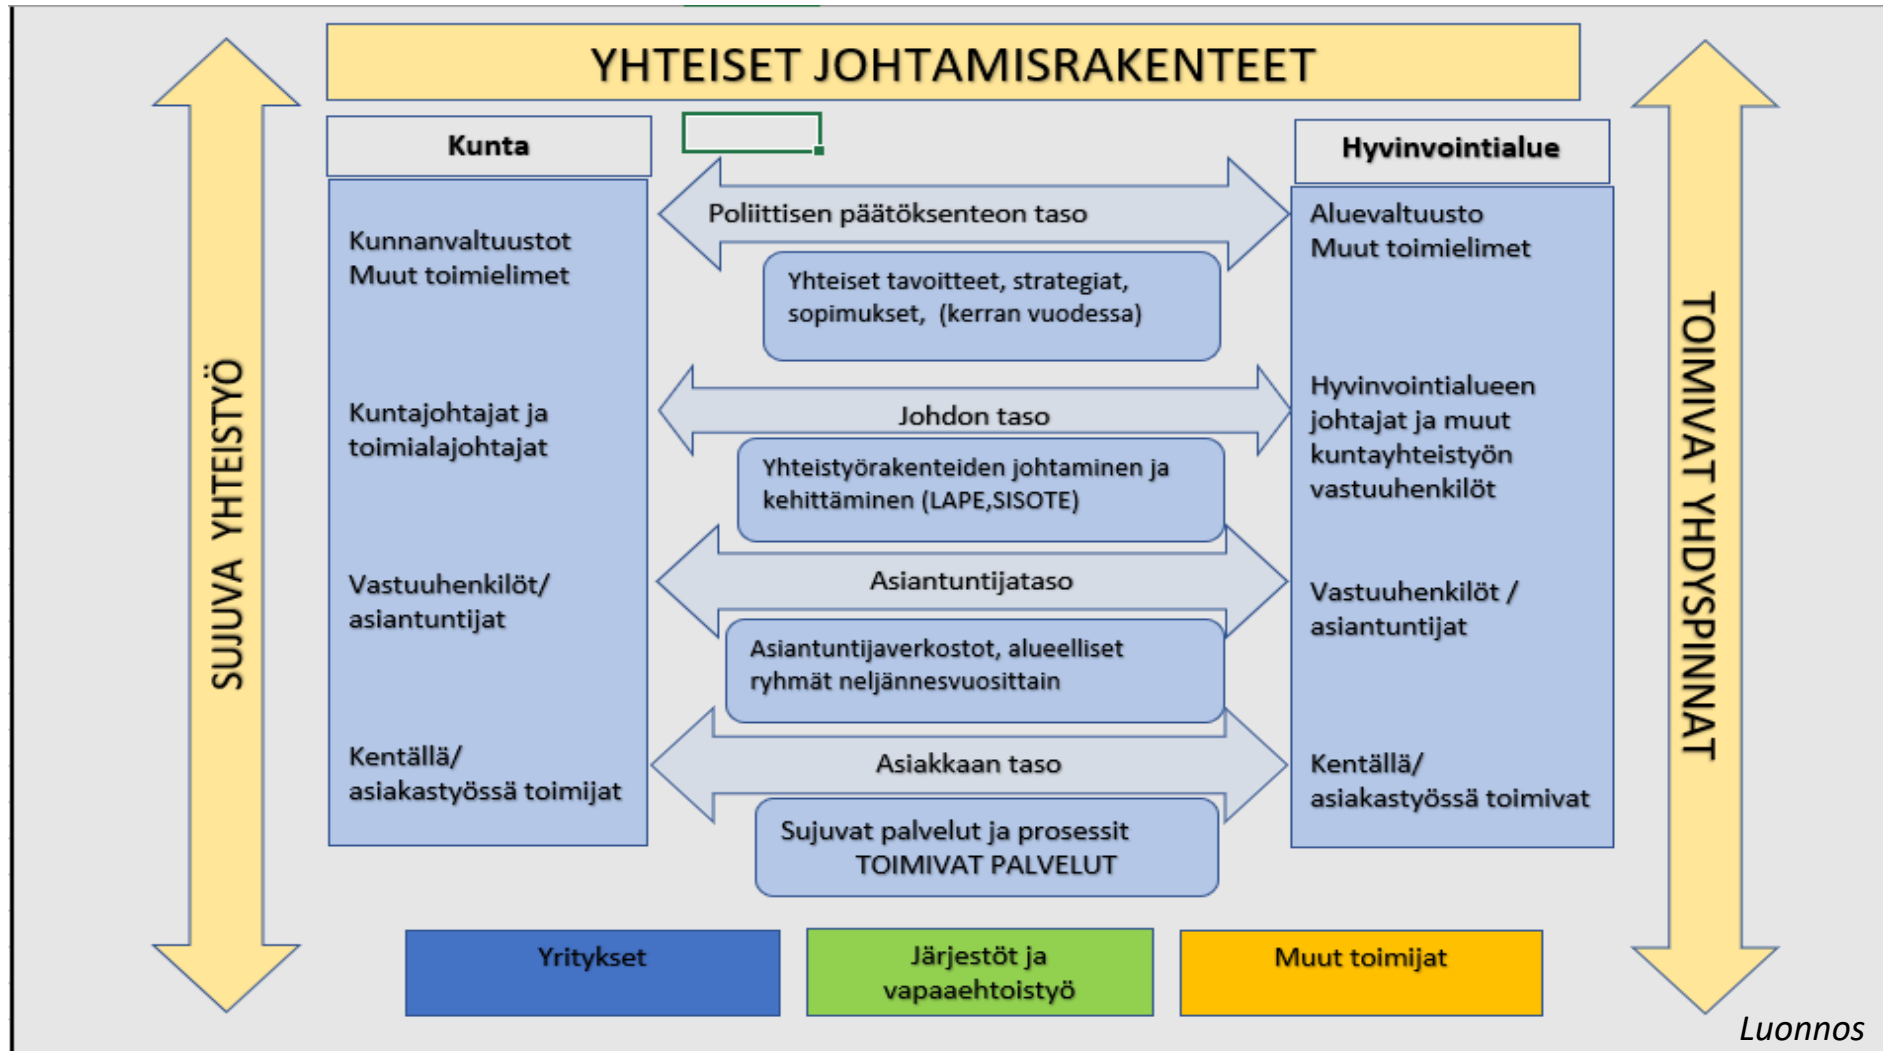 YHTEISET JOHTAMISRAKENTEET
SUJUVA YHTEISTYÖ
Kunta
Kunnanvaltuustot
Muut toimielimet
Kuntajohtajat ja
toimialajohtajat
Vastuuhenkilöt/
asiantuntijat
Kentällä/
asiakastyössä toimijat
Poliittisen päätöksenteon taso
Yhteiset tavoitteet, strategiat,
sopimukset, (kerran vuodessa)
Johdon taso
Yhteistyörakenteiden johtaminen ja
kehittäminen (LAPE,SISOTE)
Asiantuntijataso
Asiantuntijaverkostot, alueelliset
ryhmät neljännesvuosittain
Asiakkaan taso
Sujuvat palvelut ja prosessit
TOIMIVAT PALVELUT
Hyvinvointialue
Aluevaltuusto
Muut toimielimet
Hyvinvointialueen
johtajat ja muut
kuntayhteistyön
vastuuhenkilöt
Vastuuhenkilöt /
asiantuntijat
Kentällä/
asiakastyössä toimivat
TOIMIVAT YHDYSPINNAT
Yritykset
Järjestöt ja
vapaaehtoistyö
Muut toimijat
Luonnos